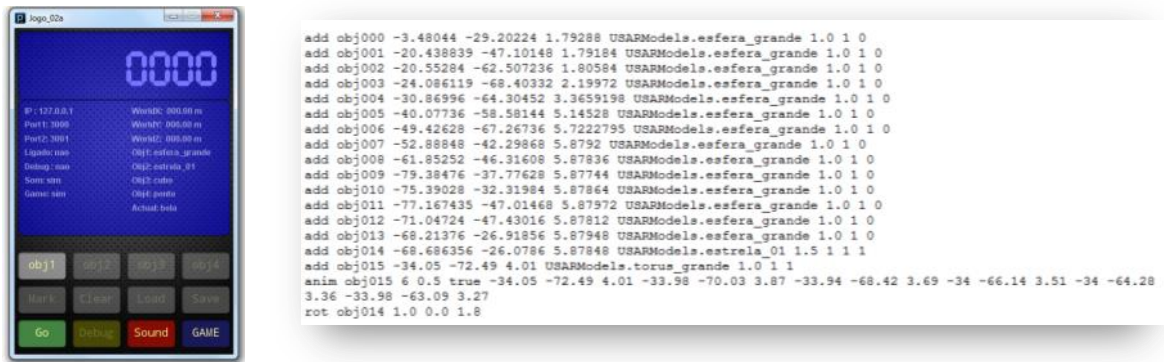 Jogo_02a
0000
IP : 127.0.0.1
Port1: 3000
Port2: 3001
Ligado: nao
Debug: nao
Som: sim
Game: sim
WorldX: 000.00 m
WorldY: 000.00 m
WorldZ: 000.00 m
Obj1: esfera_grande
Obj2: estrela_01
Obj3: cubo
Obj4: ponto
Actual: bola
obj1 obj2 obj3 obj4
Mark Clear Load Save
Go Debug Sound GAME
add obj000 -3.48044 -29.20224 1.79288 USARModels.esfera_grande 1.0 1 0
add obj001 -20.438839 -47.10148 1.79184 USARModels.esfera_grande 1.0 1 0
add obj002 -20.55284 -62.507236 1.80584 USARModels.esfera_grande 1.0 1 0
add obj003 -24.086119 -68.40332 2.19972 USARModels.esfera_grande 1.0 1 0
add obj004 -30.86996 -64.30452 3.3659198 USARModels.esfera_grande 1.0 1 0
add obj005 -40.07736 -58.58144 5.14528 USARModels.esfera_grande 1.0 1 0
add obj006 -49.42628 -67.26736 5.7222795 USARModels.esfera_grande 1.0 1 0
add obj007 -52.88848 -42.29868 5.8792 USARModels.esfera_grande 1.0 1 0
add obj008 -61.85252 -46.31608 5.87836 USARModels.esfera_grande 1.0 1 0
add obj009 -79.38476 -37.77628 5.87744 USARModels.esfera_grande 1.0 1 0
add obj010 -75.39028 -32.31984 5.87864 USARModels.esfera_grande 1.0 1 0
add obj011 -77.167435 -47.01468 5.87972 USARModels.esfera_grande 1.0 1 0
add obj012 -71.04724 -47.43016 5.87812 USARModels.esfera_grande 1.0 1 0
add obj013 -68.21376 -26.91856 5.87948 USARModels.esfera_grande 1.0 1 0
add obj014 -68.686356 -26.0786 5.87848 USARModels.estrela_01 1.5 1 1 1
add obj015 -34.05 -72.49 4.01 USARModels.torus_grande 1.0 1 1
anim obj015 6 0.5 true -34.05 -72.49 4.01 -33.98 -70.03 3.87 -33.94 -68.42 3.69 -34 -66.14 3.51 -34 -64.28
3.36 -33.98 -63.09 3.27
rot obj014 1.0 0.0 1.8